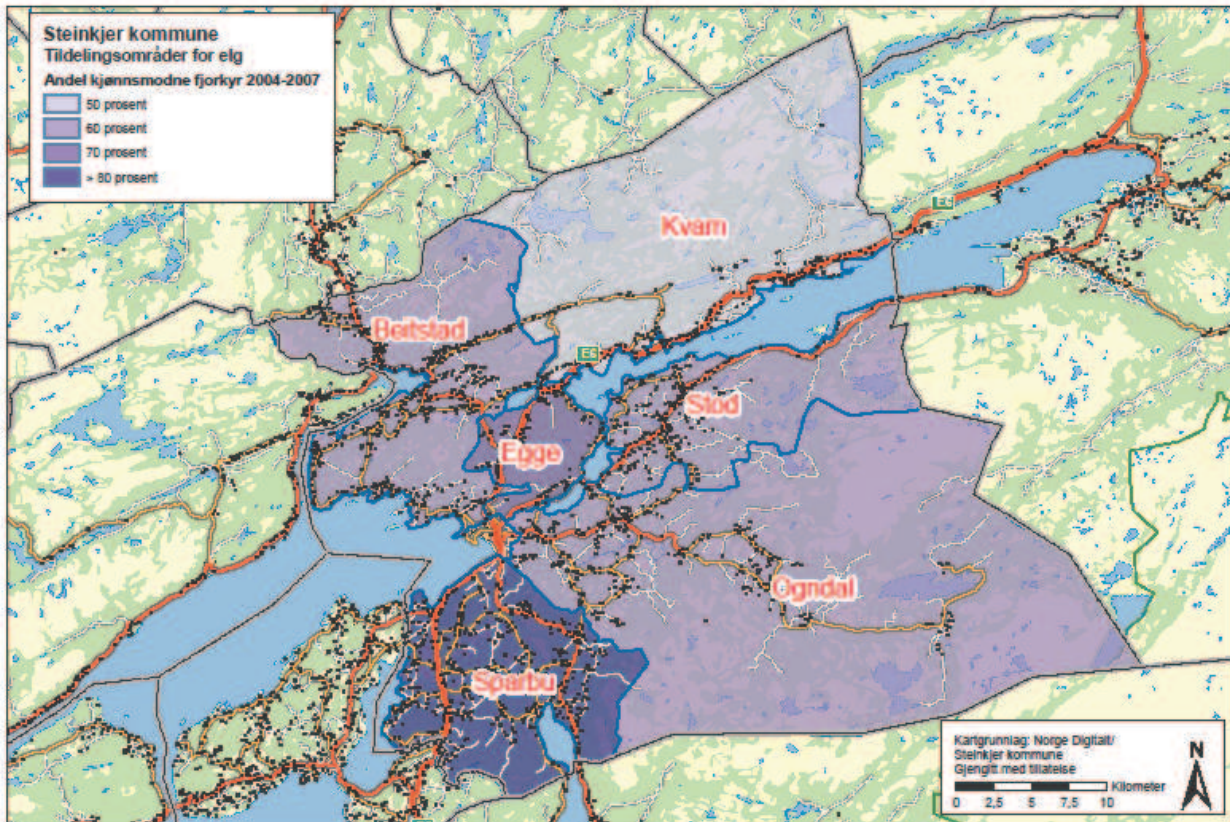 Steinkjer kommune
Tildelingsområder for elg
Andel kjønnsmodne fjorkyr 2004-2007
50 prosent
60 prosent
70 prosent
> 80 prosent
Kvam
E6
Beitstad
E6
Stod
Egge
Ogndal
Sparbu
Kartgrunnlag: Norge Digitalt/
Steinkjer kommune
Gjengitt med tillatelse
N
Kilometer
0 2,5 5 7,5 10